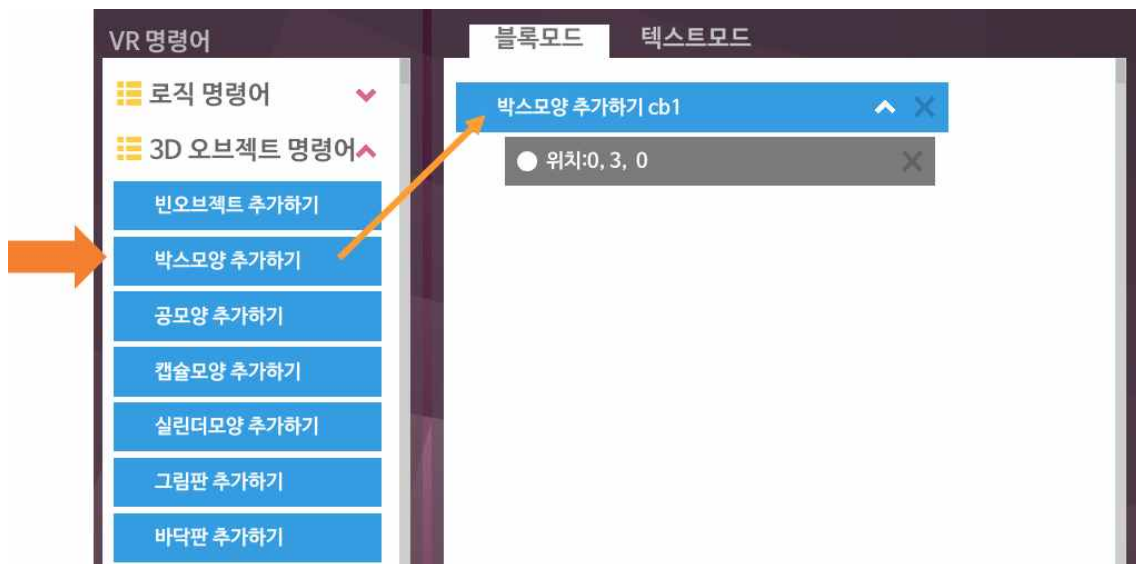 VR 명령어
로직 명령어
3D 오브젝트 명령어
빈오브젝트 추가하기
박스모양 추가하기
공모양 추가하기
캡슐모양 추가하기
실린더모양 추가하기
그림판 추가하기
바닥판 추가하기
블록모드
텍스트모드
박스모양 추가하기 cb1
위치:0, 3, 0